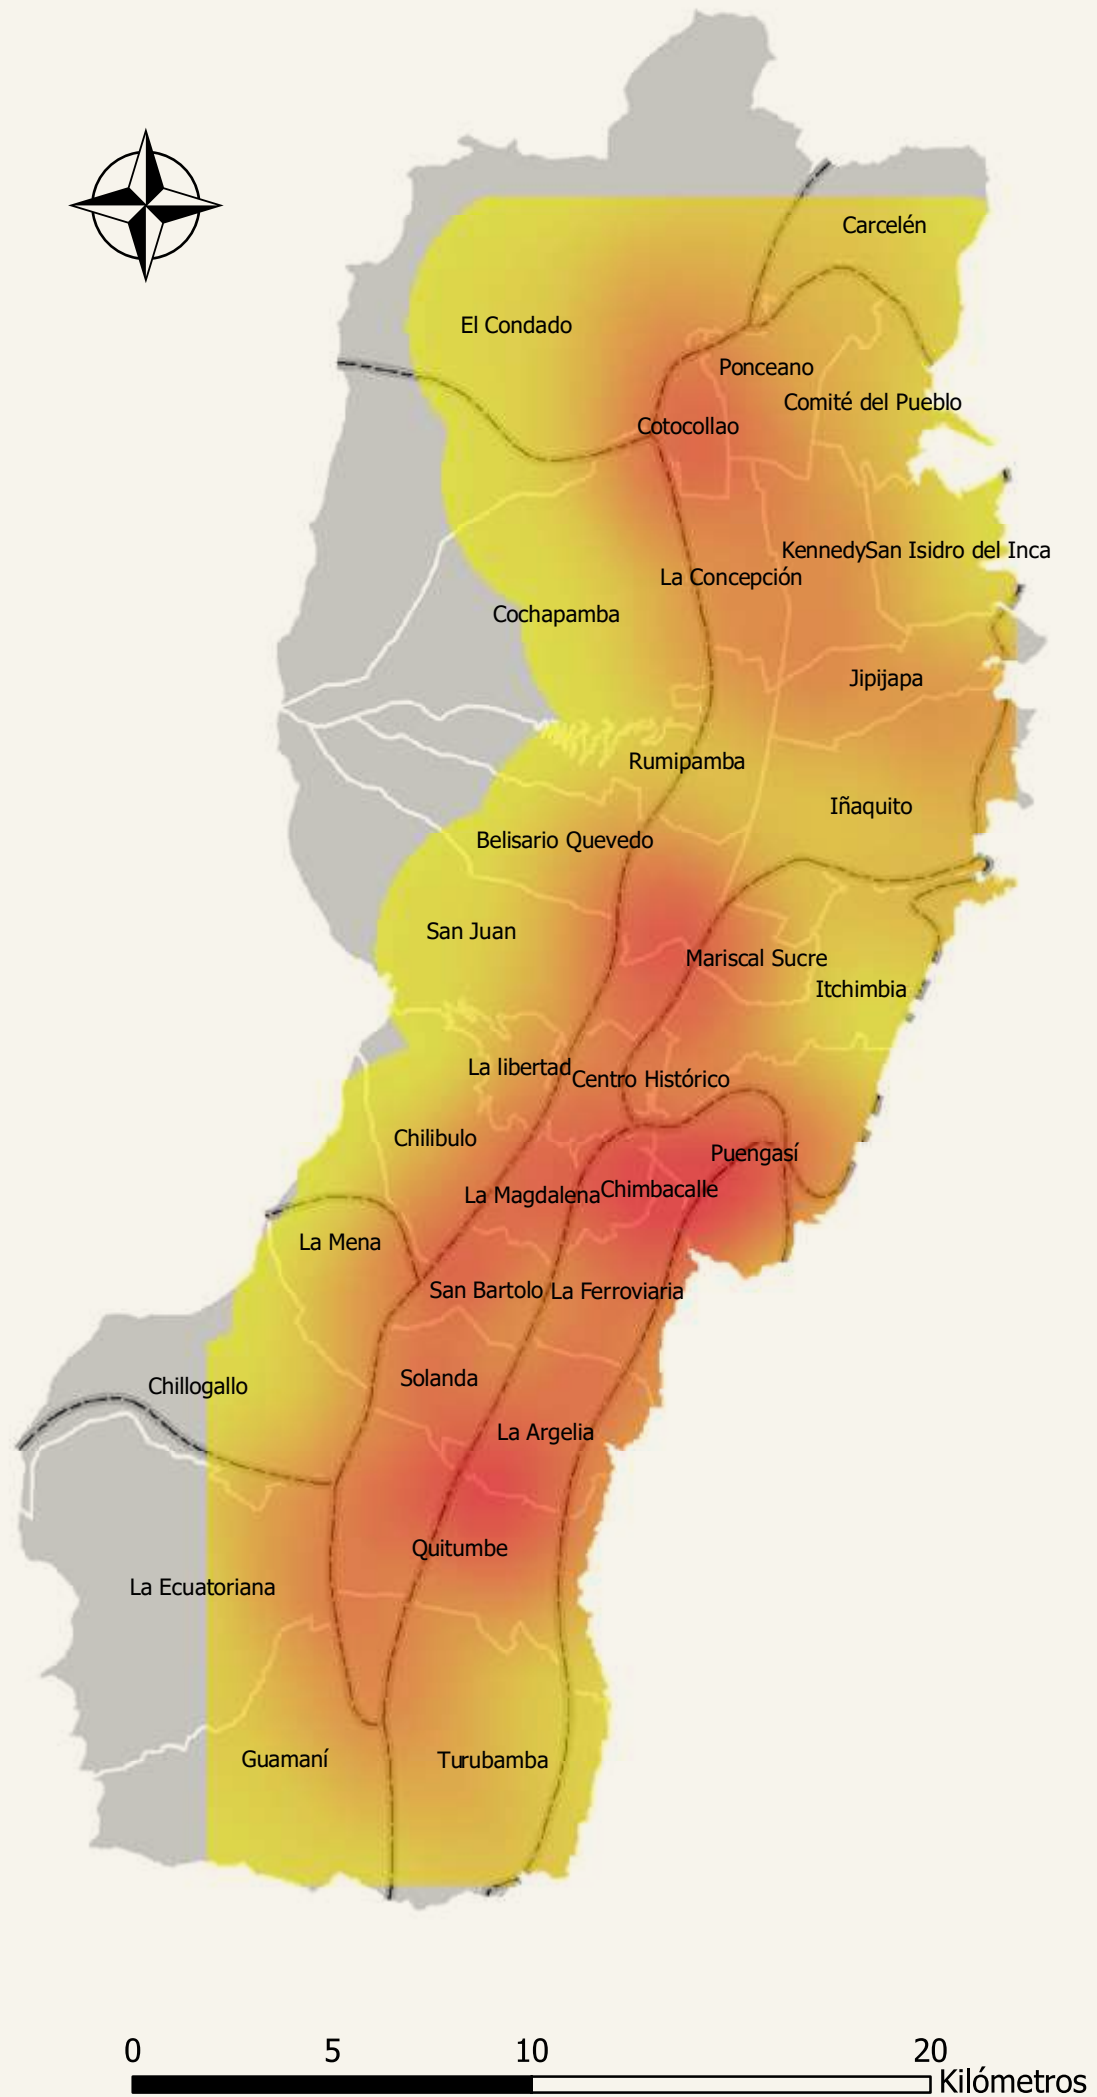 Carcelén
El Condado
Ponceano
Comité del Pueblo
Cotocollao
KennedySan Isidro del Inca
La Concepción
Cochapamba
Jipijapa
Rumipamba
Iñaquito
Belisario Quevedo
San Juan
Mariscal Sucre
Itchimbia
La libertad
Centro Histórico
Chilibulo
Puengasí
La Magdalena
Chimbacalle
La Mena
San Bartolo
La Ferroviaria
Solanda
Chillogallo
La Argelia
Quitumbe
La Ecuatoriana
Guamaní
Turubamba
0 5 10 20
Kilómetros